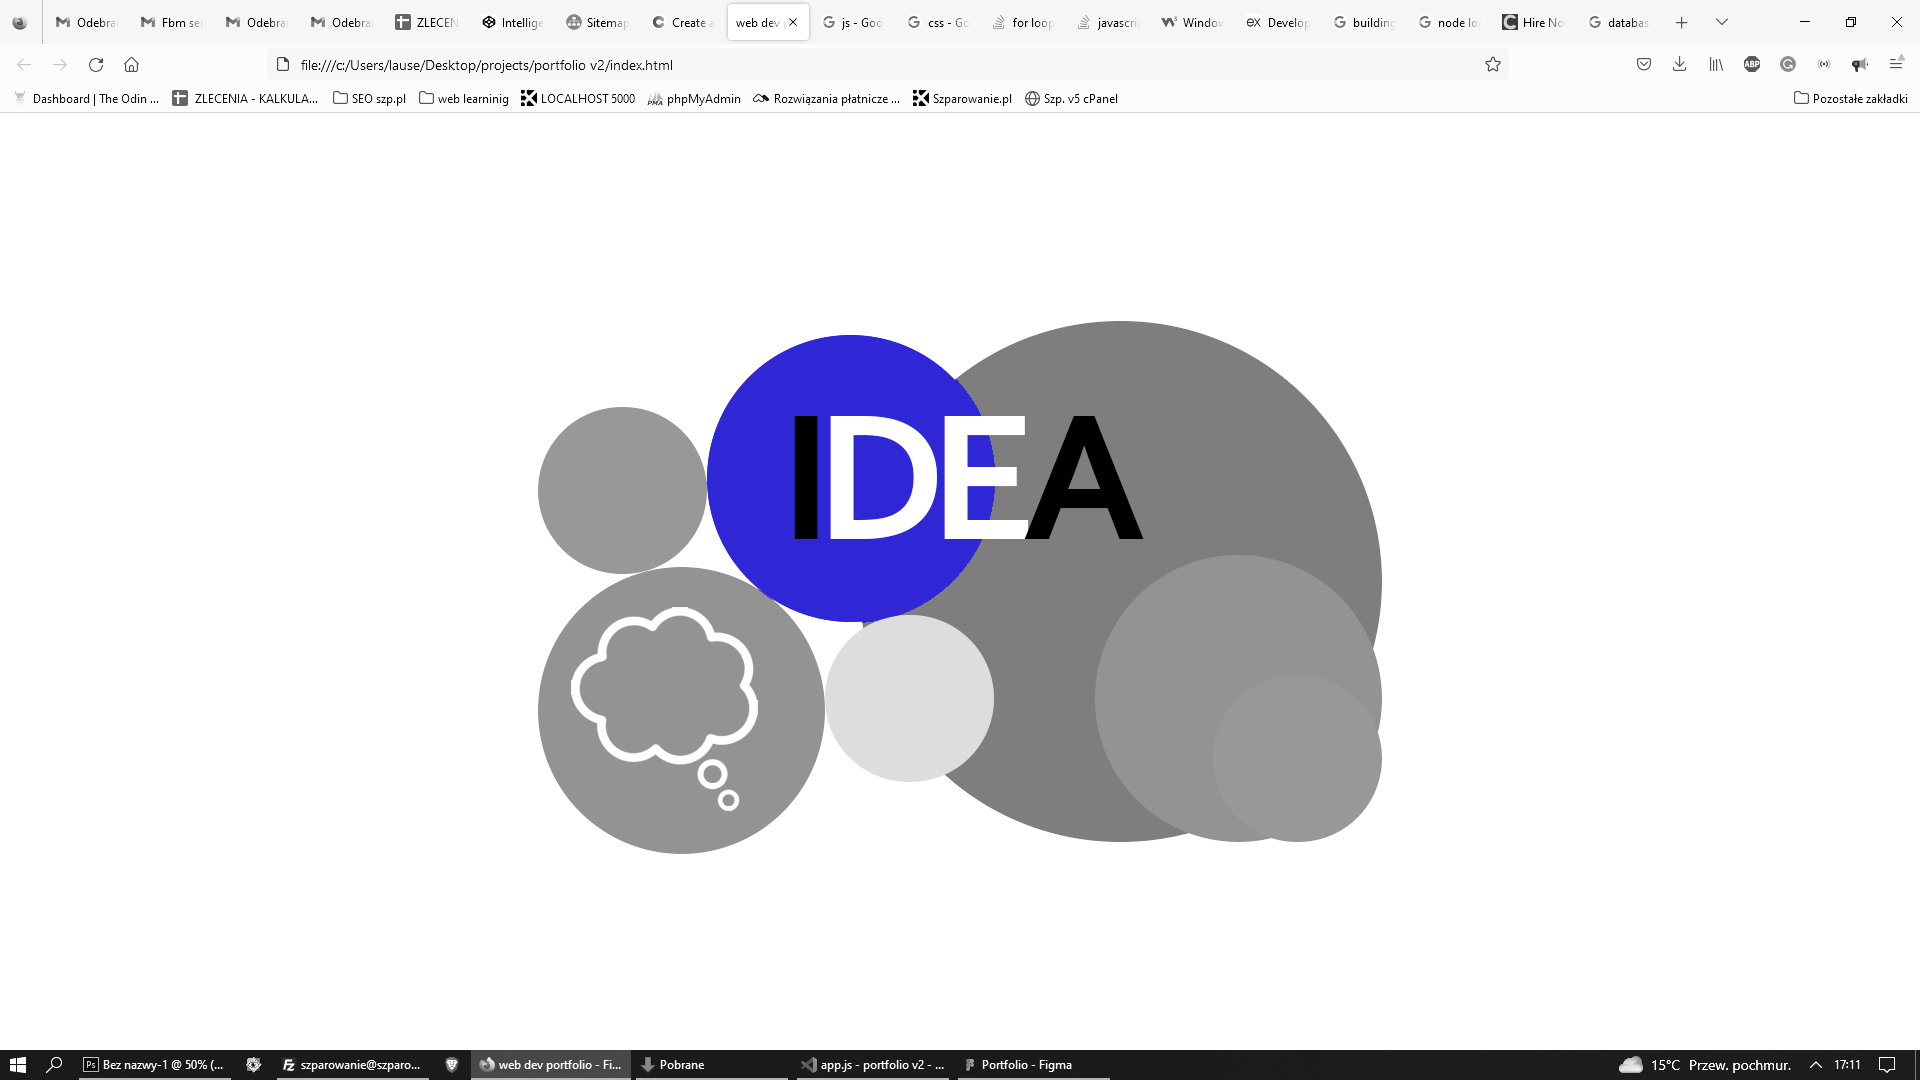 Odebra
Fbm se
Odebra
Odebra
ZLECEN
Intellige
Sitemap
Create a
web dev
js - Goo
css - Go
for loop
javascri
Window
Develop
building
node lo
Hire No
databas
file:///c:/Users/lause/Desktop/projects/portfolio v2/index.html
ABP
Dashboard | The Odin ...
ZLECENIA - KALKULA...
SEO szp.pl
web learninig
LOCALHOST 5000
phpMyAdmin
Rozwiązania płatnicze ...
Szparowanie.pl
Szp. v5 cPanel
Pozostałe zakładki
IDEA
Bez nazwy-1 @ 50% (...
szparowanie@szparo...
web dev portfolio - Fi...
Pobrane
app.js - portfolio v2 - ...
Portfolio - Figma
15°C Przew. pochmur.
17:11